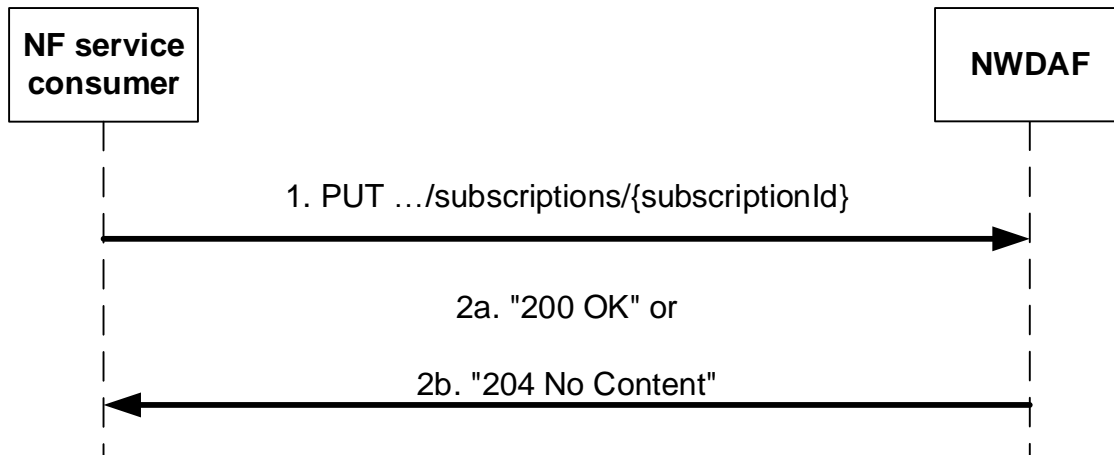 NF service
consumer
NWDAF
1. PUT …/subscriptions/{subscriptionId}
2a. "200 OK" or
2b. "204 No Content"